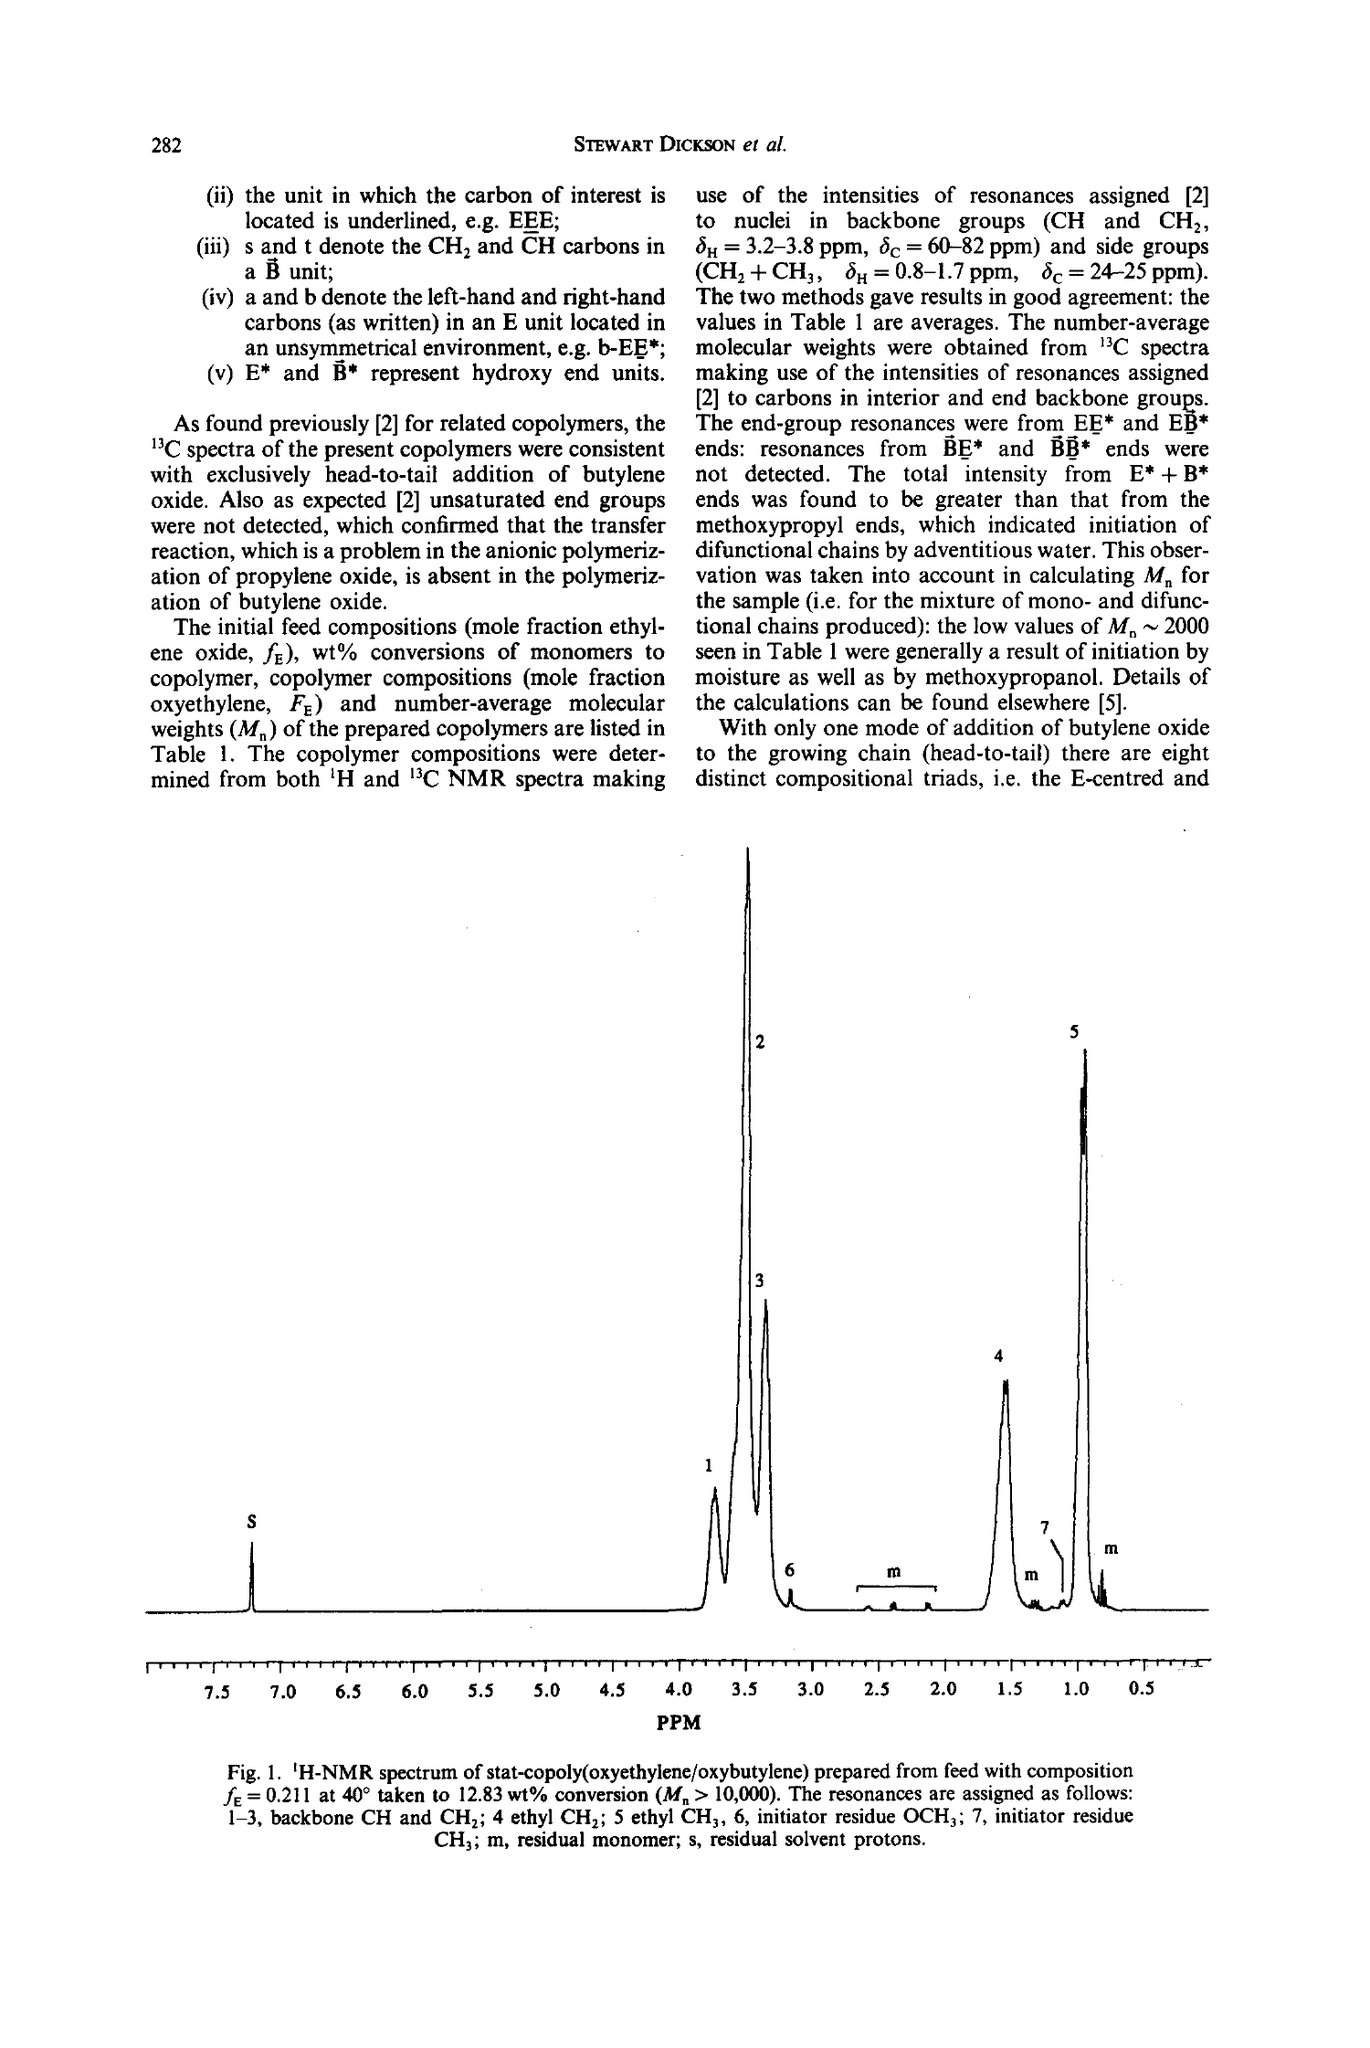 282
STEWART DICKSON et al.
(ii) the unit in which the carbon of interest is
located is underlined, e.g. EE̲E;
(iii) s and t denote the CH₂ and CH carbons in
a B⃗ unit;
(iv) a and b denote the left-hand and right-hand
carbons (as written) in an E unit located in
an unsymmetrical environment, e.g. b-EE̲*;
(v) E* and B⃗* represent hydroxy end units.
As found previously [2] for related copolymers, the
¹³C spectra of the present copolymers were consistent
with exclusively head-to-tail addition of butylene
oxide. Also as expected [2] unsaturated end groups
were not detected, which confirmed that the transfer
reaction, which is a problem in the anionic polymeriz-
ation of propylene oxide, is absent in the polymeriz-
ation of butylene oxide.
The initial feed compositions (mole fraction ethyl-
ene oxide, fE), wt% conversions of monomers to
copolymer, copolymer compositions (mole fraction
oxyethylene, FE) and number-average molecular
weights (Mn) of the prepared copolymers are listed in
Table 1. The copolymer compositions were deter-
mined from both ¹H and ¹³C NMR spectra making
use of the intensities of resonances assigned [2]
to nuclei in backbone groups (CH and CH₂,
δH = 3.2–3.8 ppm, δC = 60–82 ppm) and side groups
(CH₂ + CH₃, δH = 0.8–1.7 ppm, δC = 24–25 ppm).
The two methods gave results in good agreement: the
values in Table 1 are averages. The number-average
molecular weights were obtained from ¹³C spectra
making use of the intensities of resonances assigned
[2] to carbons in interior and end backbone groups.
The end-group resonances were from EE̲* and EB̲⃗*
ends: resonances from B⃗E̲* and B⃗B̲⃗* ends were
not detected. The total intensity from E* + B*
ends was found to be greater than that from the
methoxypropyl ends, which indicated initiation of
difunctional chains by adventitious water. This obser-
vation was taken into account in calculating Mn for
the sample (i.e. for the mixture of mono- and difunc-
tional chains produced): the low values of Mn ~ 2000
seen in Table 1 were generally a result of initiation by
moisture as well as by methoxypropanol. Details of
the calculations can be found elsewhere [5].
With only one mode of addition of butylene oxide
to the growing chain (head-to-tail) there are eight
distinct compositional triads, i.e. the E-centred and
2
5
3
4
1
S
7
6
m
m
m
7.5 7.0 6.5 6.0 5.5 5.0 4.5 4.0 3.5 3.0 2.5 2.0 1.5 1.0 0.5
PPM
Fig. 1. ¹H-NMR spectrum of stat-copoly(oxyethylene/oxybutylene) prepared from feed with composition
fE = 0.211 at 40° taken to 12.83 wt% conversion (Mn > 10,000). The resonances are assigned as follows:
1–3, backbone CH and CH₂; 4 ethyl CH₂; 5 ethyl CH₃, 6, initiator residue OCH₃; 7, initiator residue
CH₃; m, residual monomer; s, residual solvent protons.